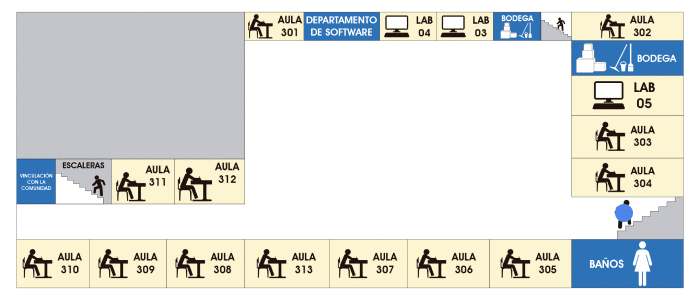 AULA
301
DEPARTAMENTO
DE SOFTWARE
LAB
04
LAB
03
BODEGA
AULA
302
BODEGA
LAB
05
AULA
303
AULA
304
VINCULACIÓN
CON LA
COMUNIDAD
ESCALERAS
AULA
311
AULA
312
AULA
310
AULA
309
AULA
308
AULA
313
AULA
307
AULA
306
AULA
305
BAÑOS